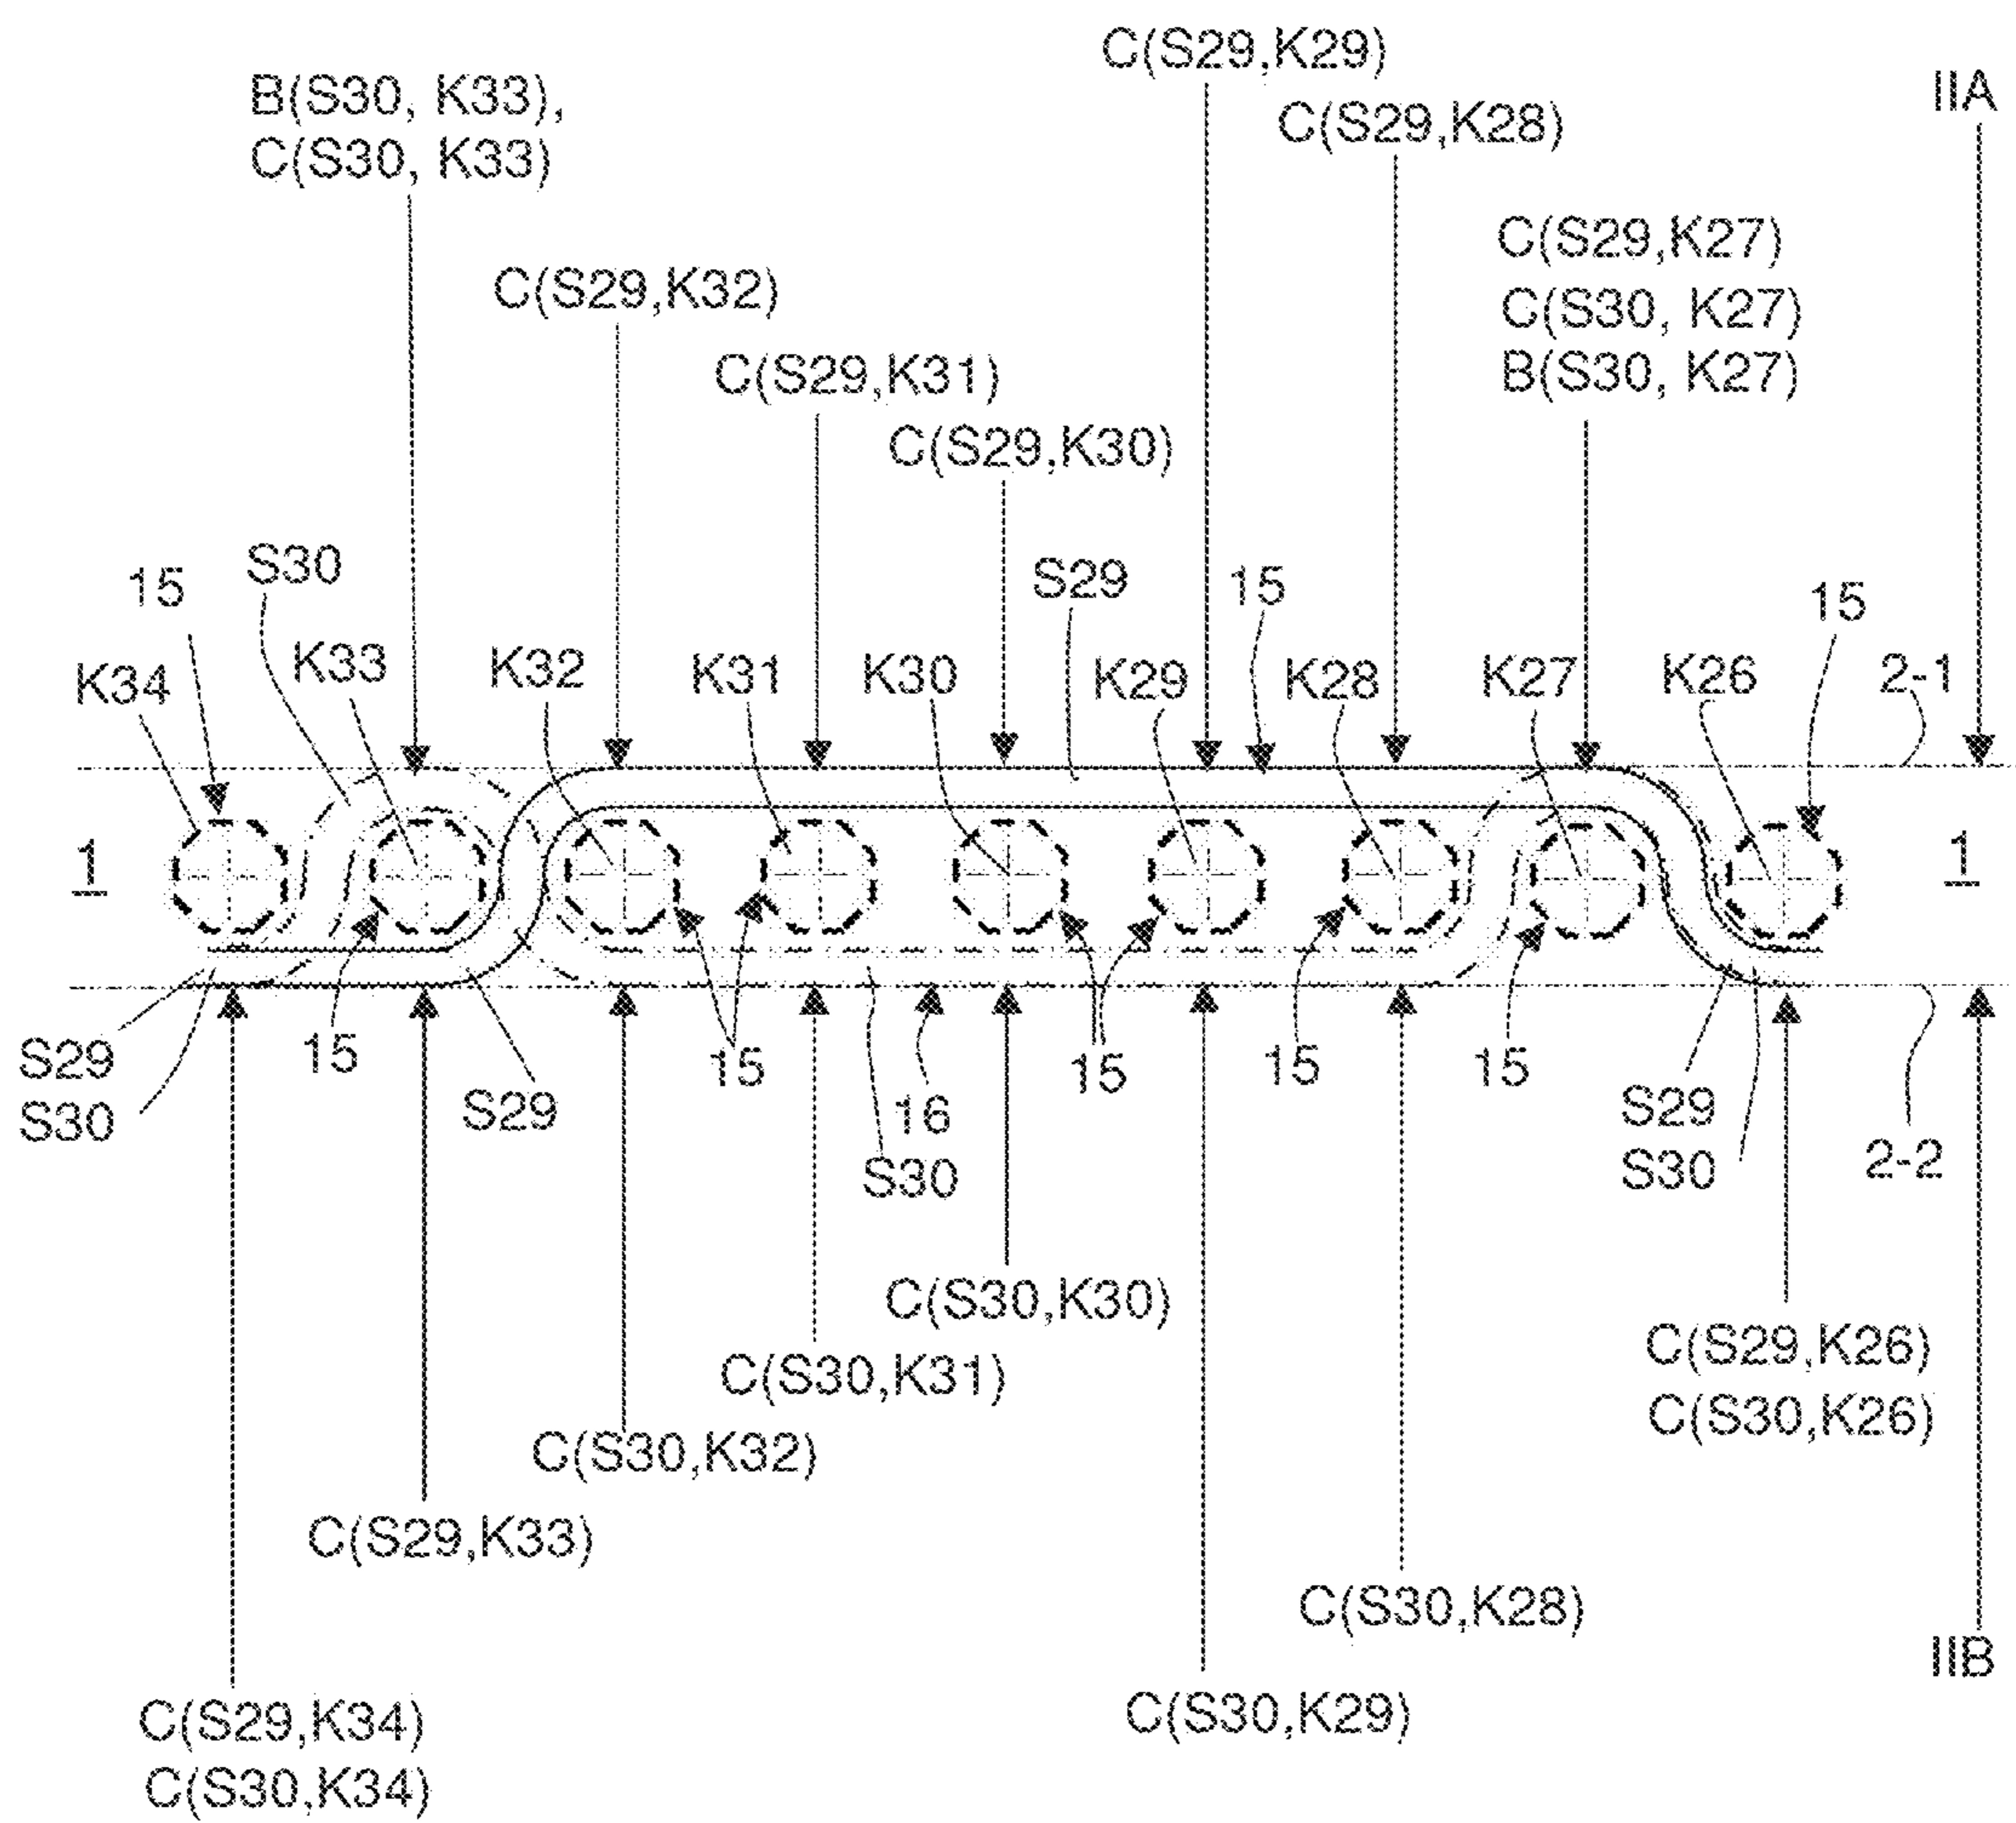 C(S29,K29)
IIA
B(S30, K33),
C(S30, K33)
C(S29,K28)
C(S29,K27)
C(S30, K27)
B(S30, K27)
C(S29,K32)
C(S29,K31)
C(S29,K30)
15
S30
S29
15
15
K34
K33
K32
K31
K30
K29
K28
K27
K26
2-1
1
1
S29
S30
15
S29
15
16
S30
15
15
15
S29
S30
2-2
C(S30,K30)
C(S30,K31)
C(S29,K26)
C(S30,K26)
C(S30,K32)
C(S29,K33)
C(S30,K28)
IIB
C(S29,K34)
C(S30,K34)
C(S30,K29)